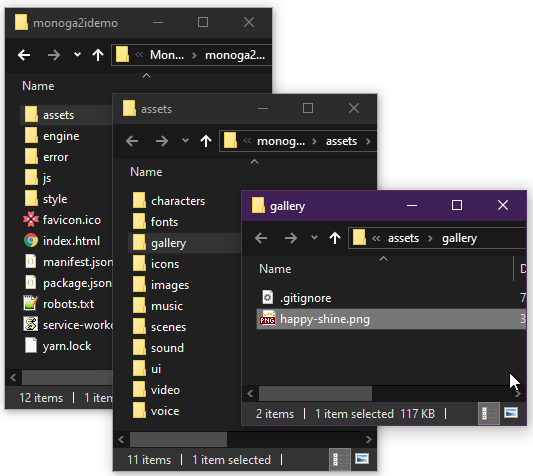 monoga2idemo
Mon... monoga2...
Name
assets
engine
error
js
style
favicon.ico
index.html
manifest.json
package.json
robots.txt
service-worke
yarn.lock
12 items 1 item
assets
monog... assets
Name
characters
fonts
gallery
icons
images
music
scenes
sound
ui
video
voice
11 items 1 item selected
gallery
assets gallery
Name D
.gitignore 7
PNG happy-shine.png 3
2 items 1 item selected 117 KB